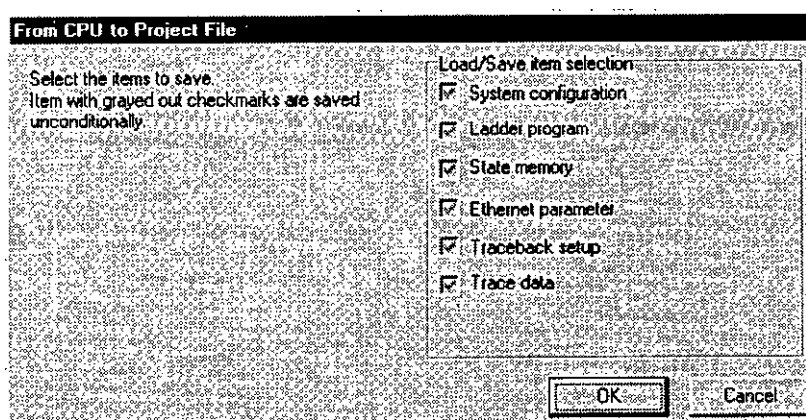 From CPU to Project File
Select the items to save.
Item with grayed out checkmarks are saved
unconditionally.
Load/Save item selection
System configuration
Ladder program
State memory
Ethernet parameter
Traceback setup
Trace data
OK
Cancel